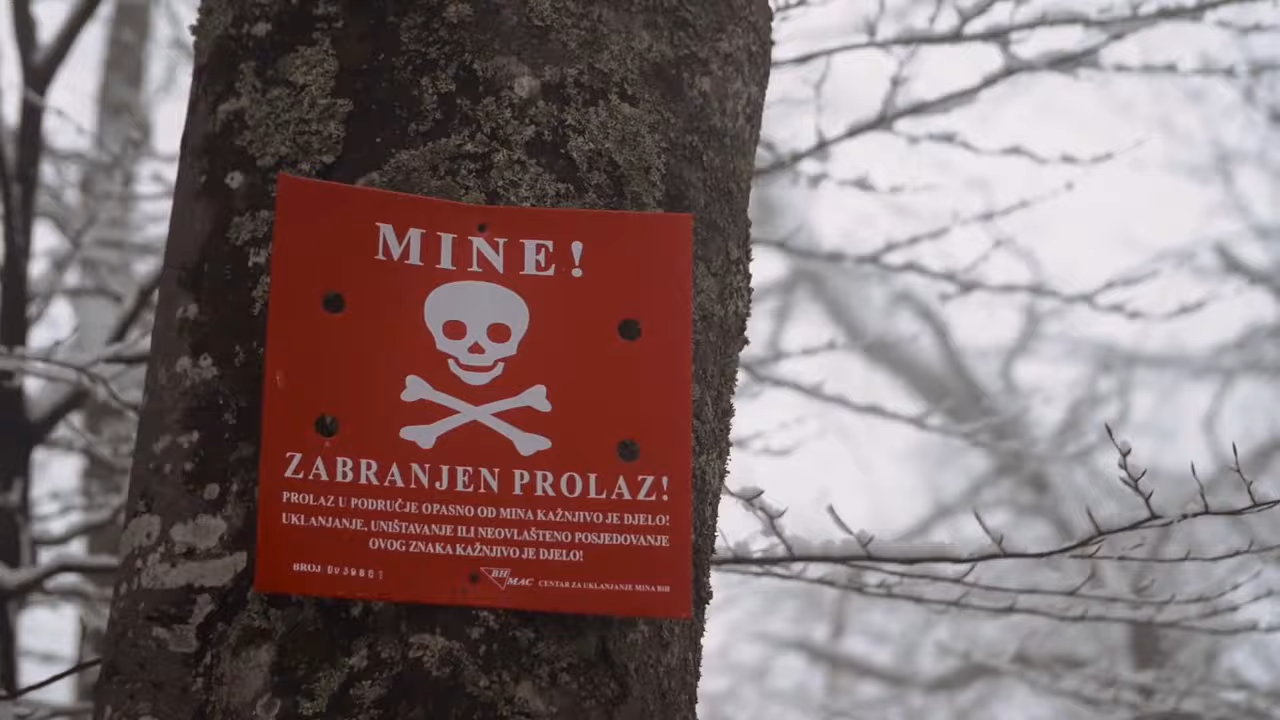 MINE!
ZABRANJEN PROLAZ!
PROLAZ U PODRUČJE OPASNO OD MINA KAŽNJIVO JE DJELO!
UKLANJANJE, UNIŠTAVANJE ILI NEOVLAŠTENO POSJEDOVANJE
OVOG ZNAKA KAŽNJIVO JE DJELO!
BROJ
BH MAC CENTAR ZA UKLANJANJE MINA BIH